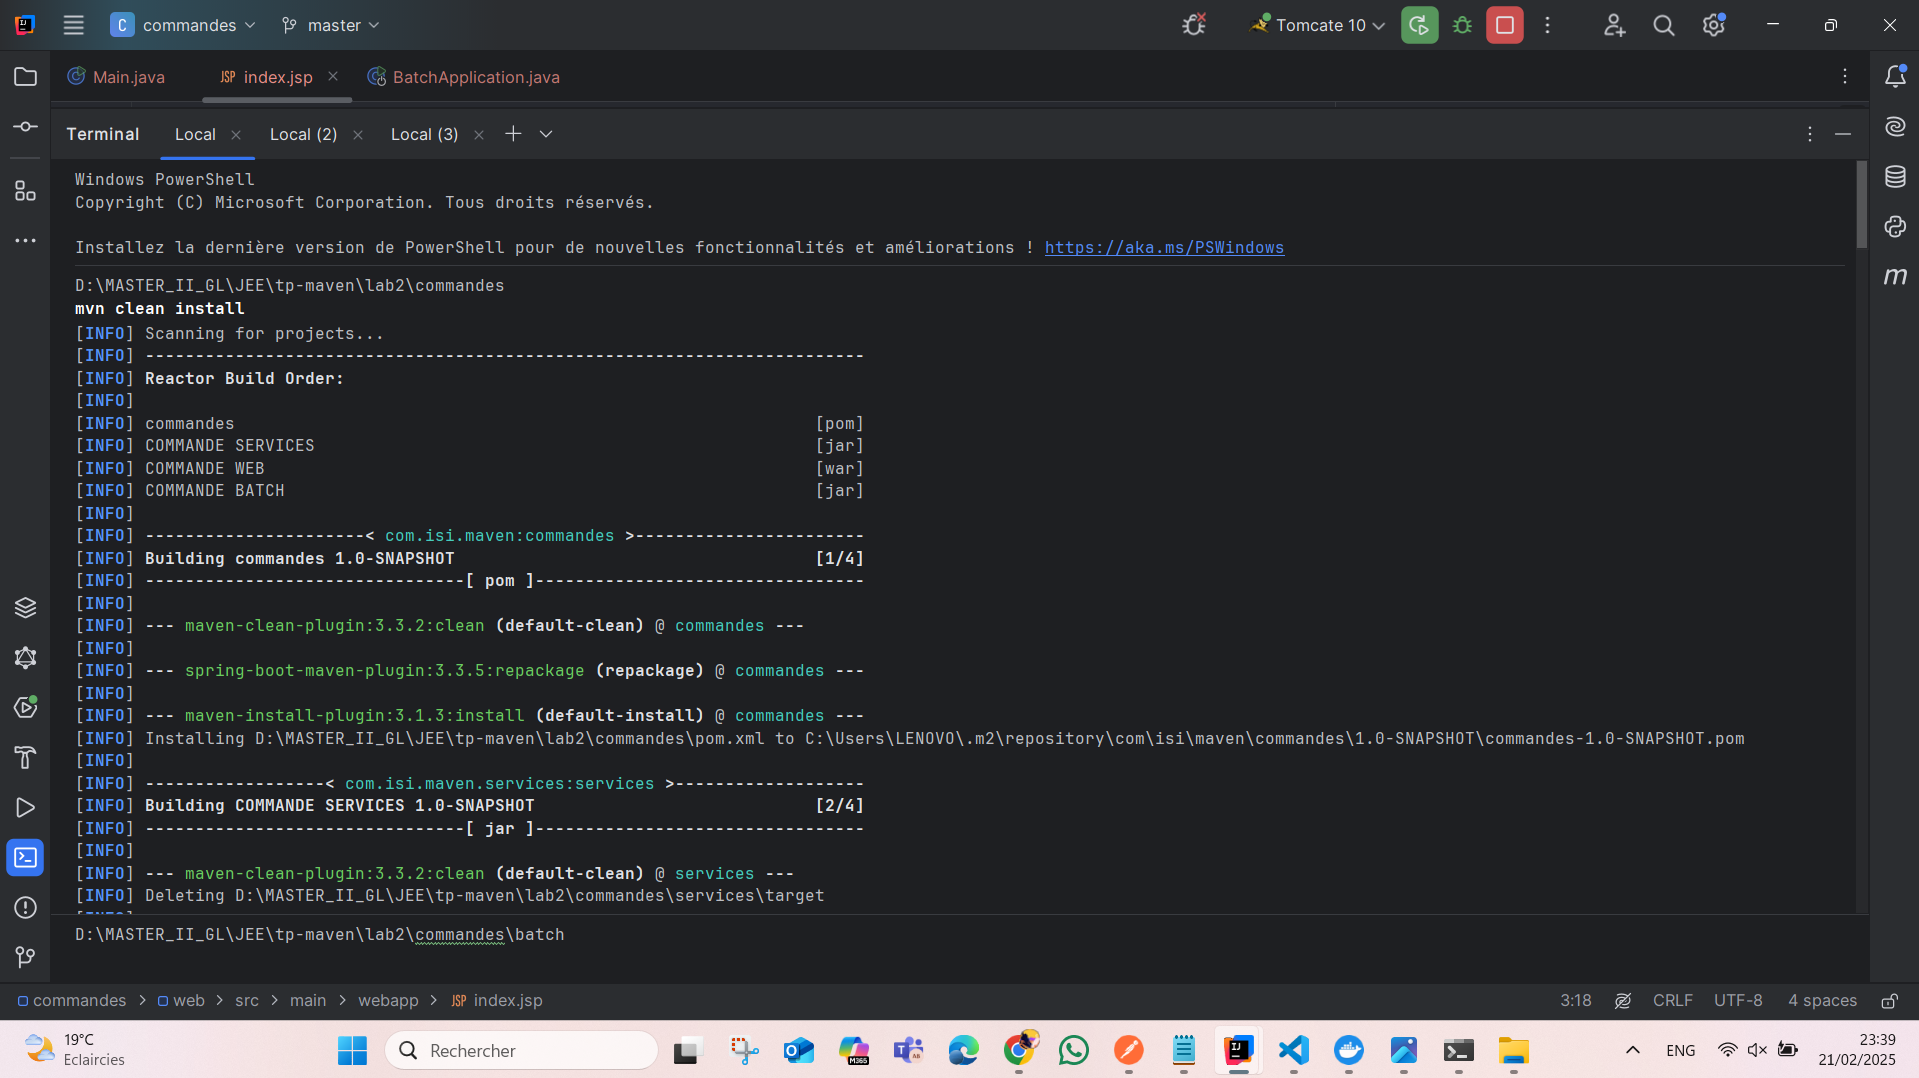 C commandes master Tomcate 10
Main.java JSP index.jsp BatchApplication.java
Terminal Local Local (2) Local (3)
Windows PowerShell
Copyright (C) Microsoft Corporation. Tous droits réservés.
Installez la dernière version de PowerShell pour de nouvelles fonctionnalités et améliorations ! https://aka.ms/PSWindows
D:\MASTER_II_GL\JEE\tp-maven\lab2\commandes
mvn clean install
[INFO] Scanning for projects...
[INFO] ------------------------------------------------------------------------
[INFO] Reactor Build Order:
[INFO]
[INFO] commandes [pom]
[INFO] COMMANDE SERVICES [jar]
[INFO] COMMANDE WEB [war]
[INFO] COMMANDE BATCH [jar]
[INFO]
[INFO] ----------------------< com.isi.maven:commandes >-----------------------
[INFO] Building commandes 1.0-SNAPSHOT [1/4]
[INFO] --------------------------------[ pom ]---------------------------------
[INFO]
[INFO] --- maven-clean-plugin:3.3.2:clean (default-clean) @ commandes ---
[INFO]
[INFO] --- spring-boot-maven-plugin:3.3.5:repackage (repackage) @ commandes ---
[INFO]
[INFO] --- maven-install-plugin:3.1.3:install (default-install) @ commandes ---
[INFO] Installing D:\MASTER_II_GL\JEE\tp-maven\lab2\commandes\pom.xml to C:\Users\LENOVO\.m2\repository\com\isi\maven\commandes\1.0-SNAPSHOT\commandes-1.0-SNAPSHOT.pom
[INFO]
[INFO] ------------------< com.isi.maven.services:services >-------------------
[INFO] Building COMMANDE SERVICES 1.0-SNAPSHOT [2/4]
[INFO] --------------------------------[ jar ]---------------------------------
[INFO]
[INFO] --- maven-clean-plugin:3.3.2:clean (default-clean) @ services ---
[INFO] Deleting D:\MASTER_II_GL\JEE\tp-maven\lab2\commandes\services\target
D:\MASTER_II_GL\JEE\tp-maven\lab2\commandes\batch
commandes > web > src > main > webapp > JSP index.jsp 3:18 CRLF UTF-8 4 spaces
19°C
Eclaircies
Rechercher
ENG
23:39
21/02/2025